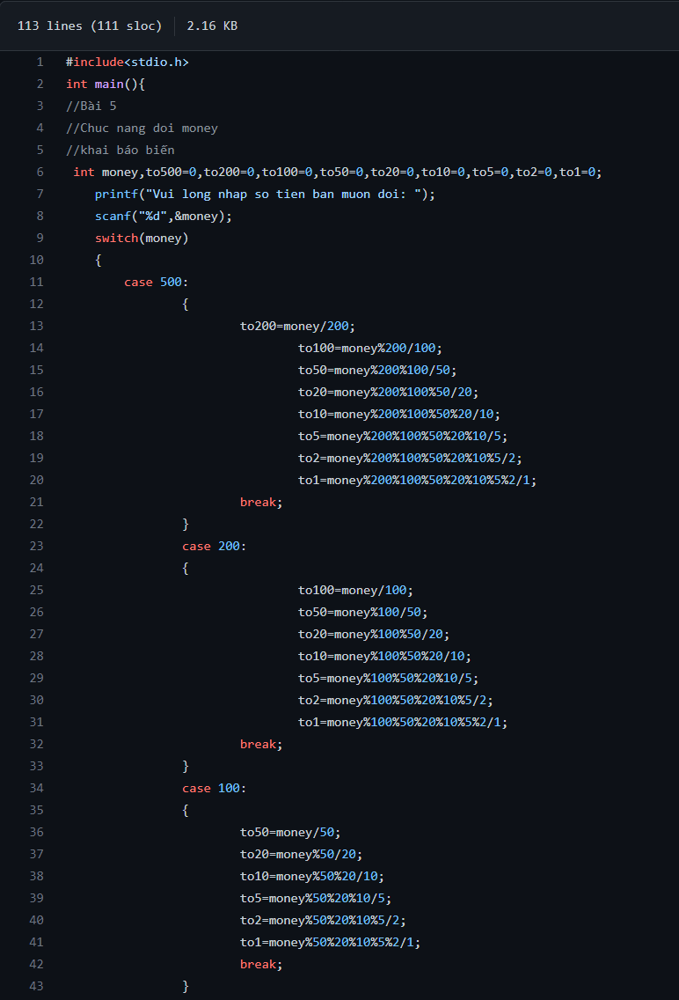 113 lines (111 sloc) 2.16 KB
1 #include<stdio.h>
2 int main(){
3 //Bài 5
4 //Chuc nang doi money
5 //khai báo biến
6 int money,to500=0,to200=0,to100=0,to50=0,to20=0,to10=0,to5=0,to2=0,to1=0;
7 printf("Vui long nhap so tien ban muon doi: ");
8 scanf("%d",&money);
9 switch(money)
10 {
11 case 500:
12 {
13 to200=money/200;
14 to100=money%200/100;
15 to50=money%200%100/50;
16 to20=money%200%100%50/20;
17 to10=money%200%100%50%20/10;
18 to5=money%200%100%50%20%10/5;
19 to2=money%200%100%50%20%10%5/2;
20 to1=money%200%100%50%20%10%5%2/1;
21 break;
22 }
23 case 200:
24 {
25 to100=money/100;
26 to50=money%100/50;
27 to20=money%100%50/20;
28 to10=money%100%50%20/10;
29 to5=money%100%50%20%10/5;
30 to2=money%100%50%20%10%5/2;
31 to1=money%100%50%20%10%5%2/1;
32 break;
33 }
34 case 100:
35 {
36 to50=money/50;
37 to20=money%50/20;
38 to10=money%50%20/10;
39 to5=money%50%20%10/5;
40 to2=money%50%20%10%5/2;
41 to1=money%50%20%10%5%2/1;
42 break;
43 }